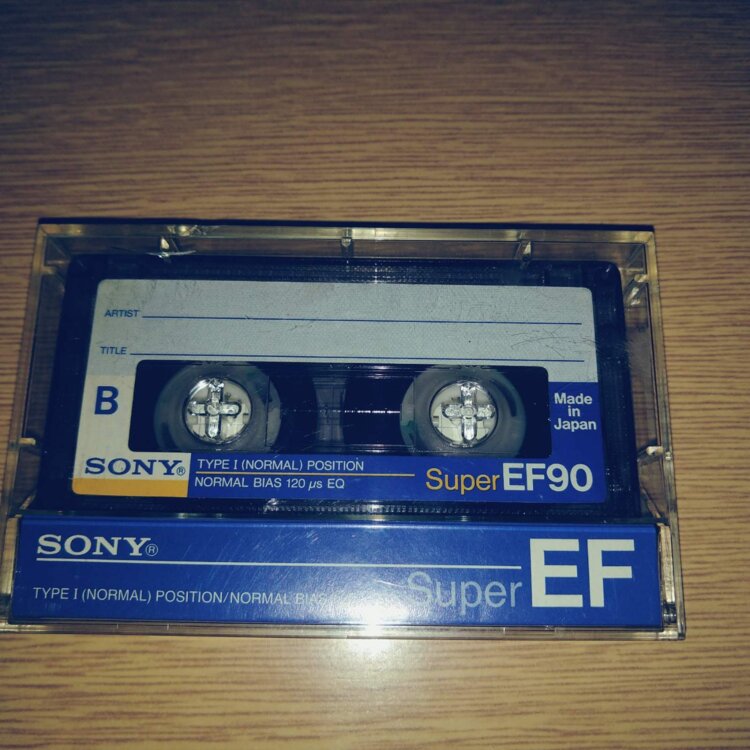 ARTIST
TITLE
B
Made
in
Japan
SONY®
TYPE I (NORMAL) POSITION
NORMAL BIAS 120 µs EQ
Super EF90
SONY®
Super EF
TYPE I (NORMAL) POSITION/NORMAL BIAS